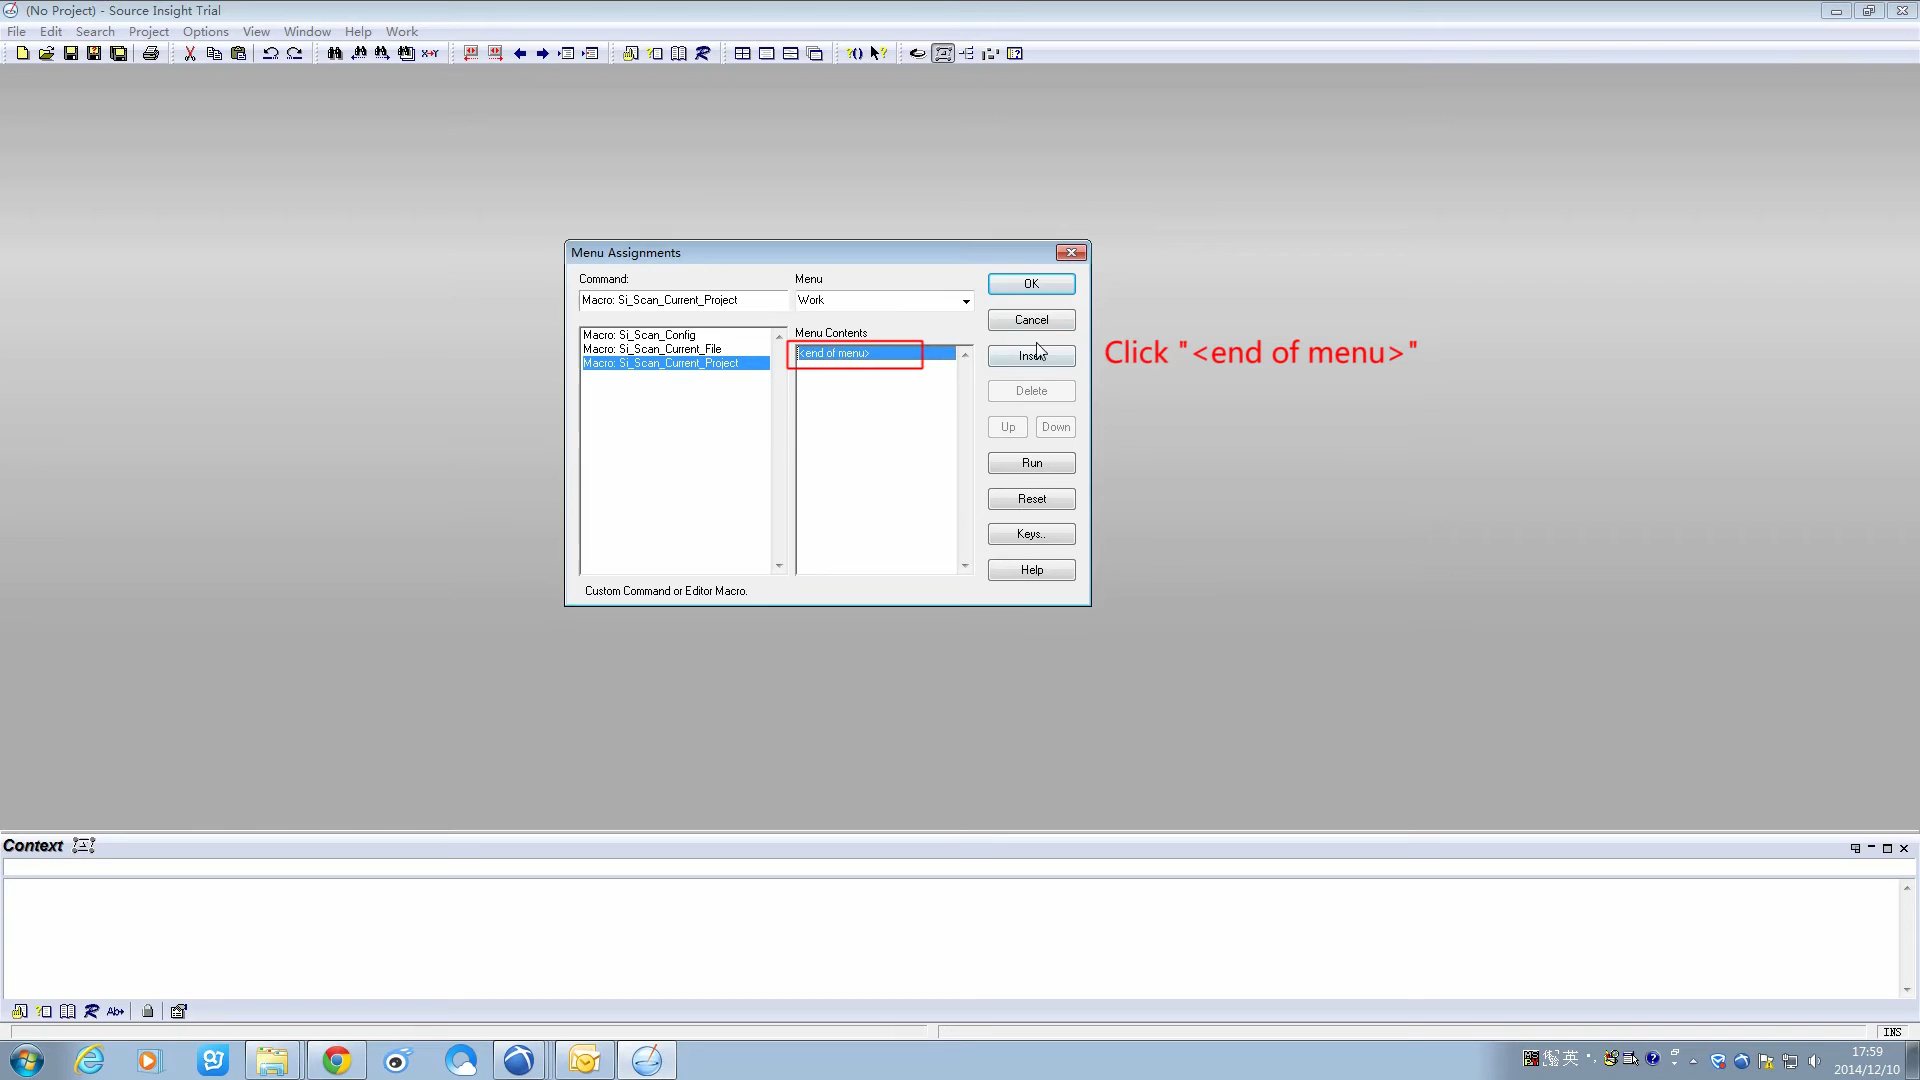 (No Project) - Source Insight Trial
File Edit Search Project Options View Window Help Work
Menu Assignments
Command:
Menu
OK
Macro: Si_Scan_Current_Project
Work
Cancel
Menu Contents
Macro: Si_Scan_Config
Macro: Si_Scan_Current_File
Macro: Si_Scan_Current_Project
<end of menu>
Click "<end of menu>"
Delete
Up Down
Run
Reset
Keys..
Help
Custom Command or Editor Macro.
Context
INS
英
17:59
2014/12/10